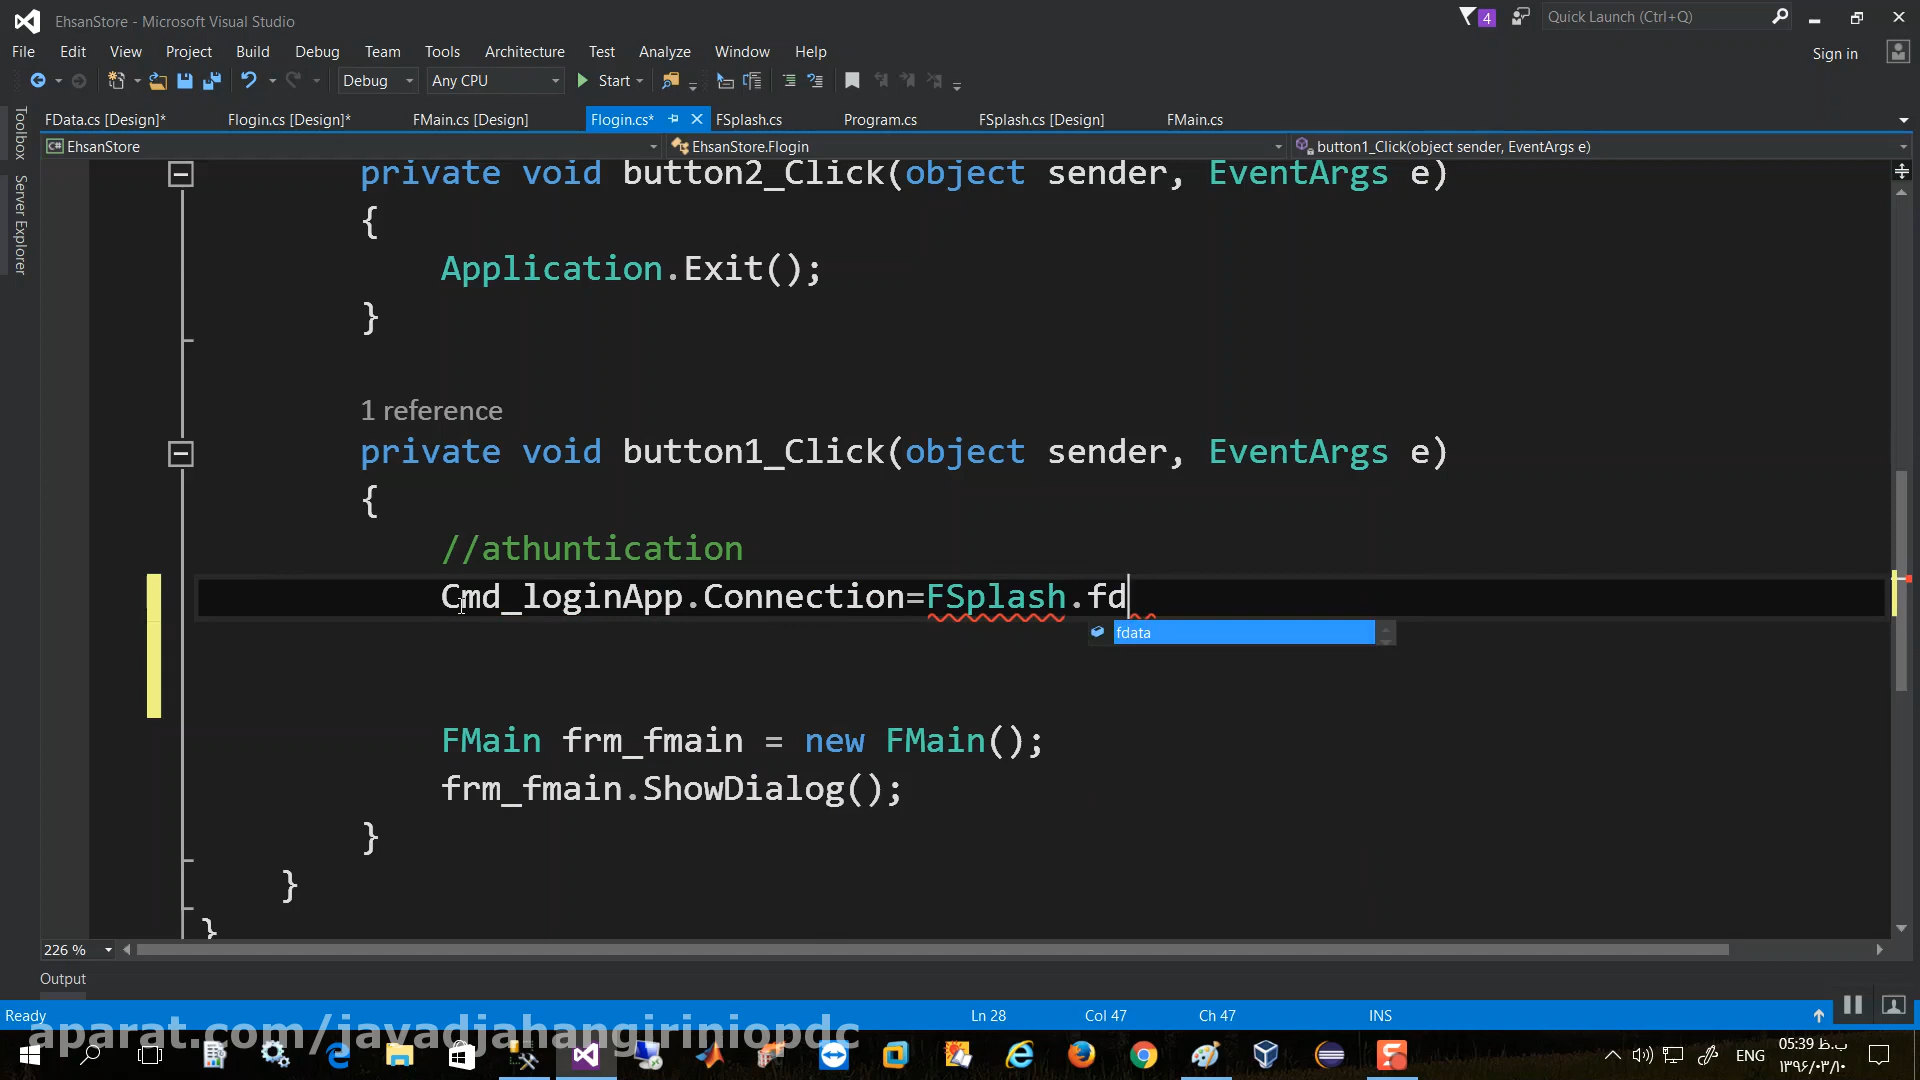 EhsanStore - Microsoft Visual Studio
4
Quick Launch (Ctrl+Q)
File Edit View Project Build Debug Team Tools Architecture Test Analyze Window Help
Sign in
Debug Any CPU Start
Toolbox
Server Explorer
FData.cs [Design]* Flogin.cs [Design]* FMain.cs [Design] Flogin.cs* FSplash.cs Program.cs FSplash.cs [Design] FMain.cs
C# EhsanStore EhsanStore.Flogin button1_Click(object sender, EventArgs e)
private void button2_Click(object sender, EventArgs e)
{
Application.Exit();
}
1 reference
private void button1_Click(object sender, EventArgs e)
{
//athuntication
Cmd_loginApp.Connection=FSplash.fd
fdata
FMain frm_fmain = new FMain();
frm_fmain.ShowDialog();
}
}
}
226 %
Output
Ready Ln 28 Col 47 Ch 47 INS
aparat.com/javadjahangiriniopdc
ENG
05:39 ب.ظ
۱۳۹۶/۰۳/۱۰